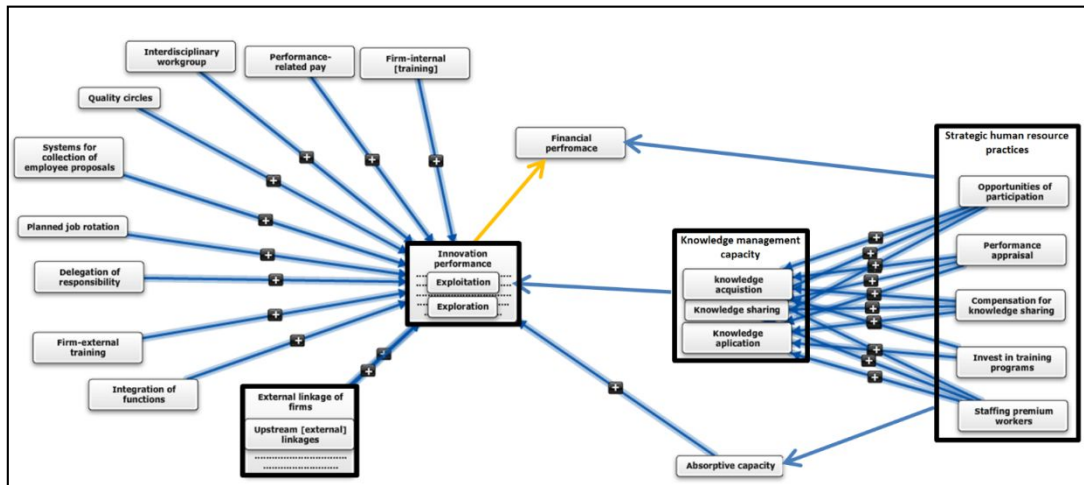 Interdisciplinary
workgroup
Performance-
related pay
Firm-internal
[training]
Quality circles
Systems for
collection of
employee proposals
Planned job rotation
Delegation of
responsibility
Firm-external
training
Integration of
functions
External linkage of
firms
Upstream [external]
linkages
Innovation
performance
Exploitation
Exploration
Financial
perfromace
Knowledge management
capacity
knowledge
acquistion
Knowledge sharing
Knowledge
aplication
Absorptive capacity
Strategic human resource
practices
Opportunities of
participation
Performance
appraisal
Compensation for
knowledge sharing
Invest in training
programs
Staffing premium
workers